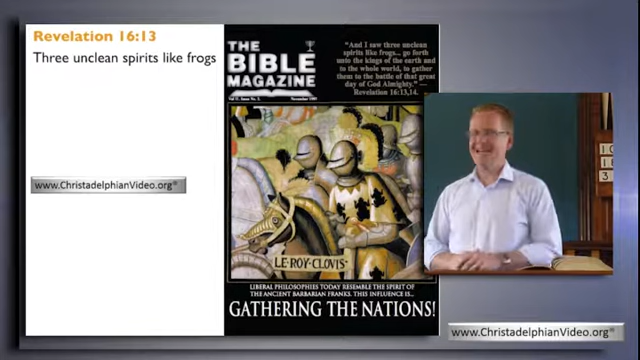 Revelation 16:13
Three unclean spirits like frogs
www.ChristadelphianVideo.org®
THE
BIBLE
MAGAZINE
"And I saw three unclean
spirits like frogs... go forth
unto the kings of the earth and
to the whole world, to gather
them to the battle of that great
day of God Almighty." —
Revelation 16:13,14.
LE·ROY·CLOVIS
LIBERAL PHILOSOPHIES TODAY RESEMBLE THE SPIRIT OF
THE ANCIENT BARBARIAN FRANKS. THIS INFLUENCE IS...
GATHERING THE NATIONS!
www.ChristadelphianVideo.org®